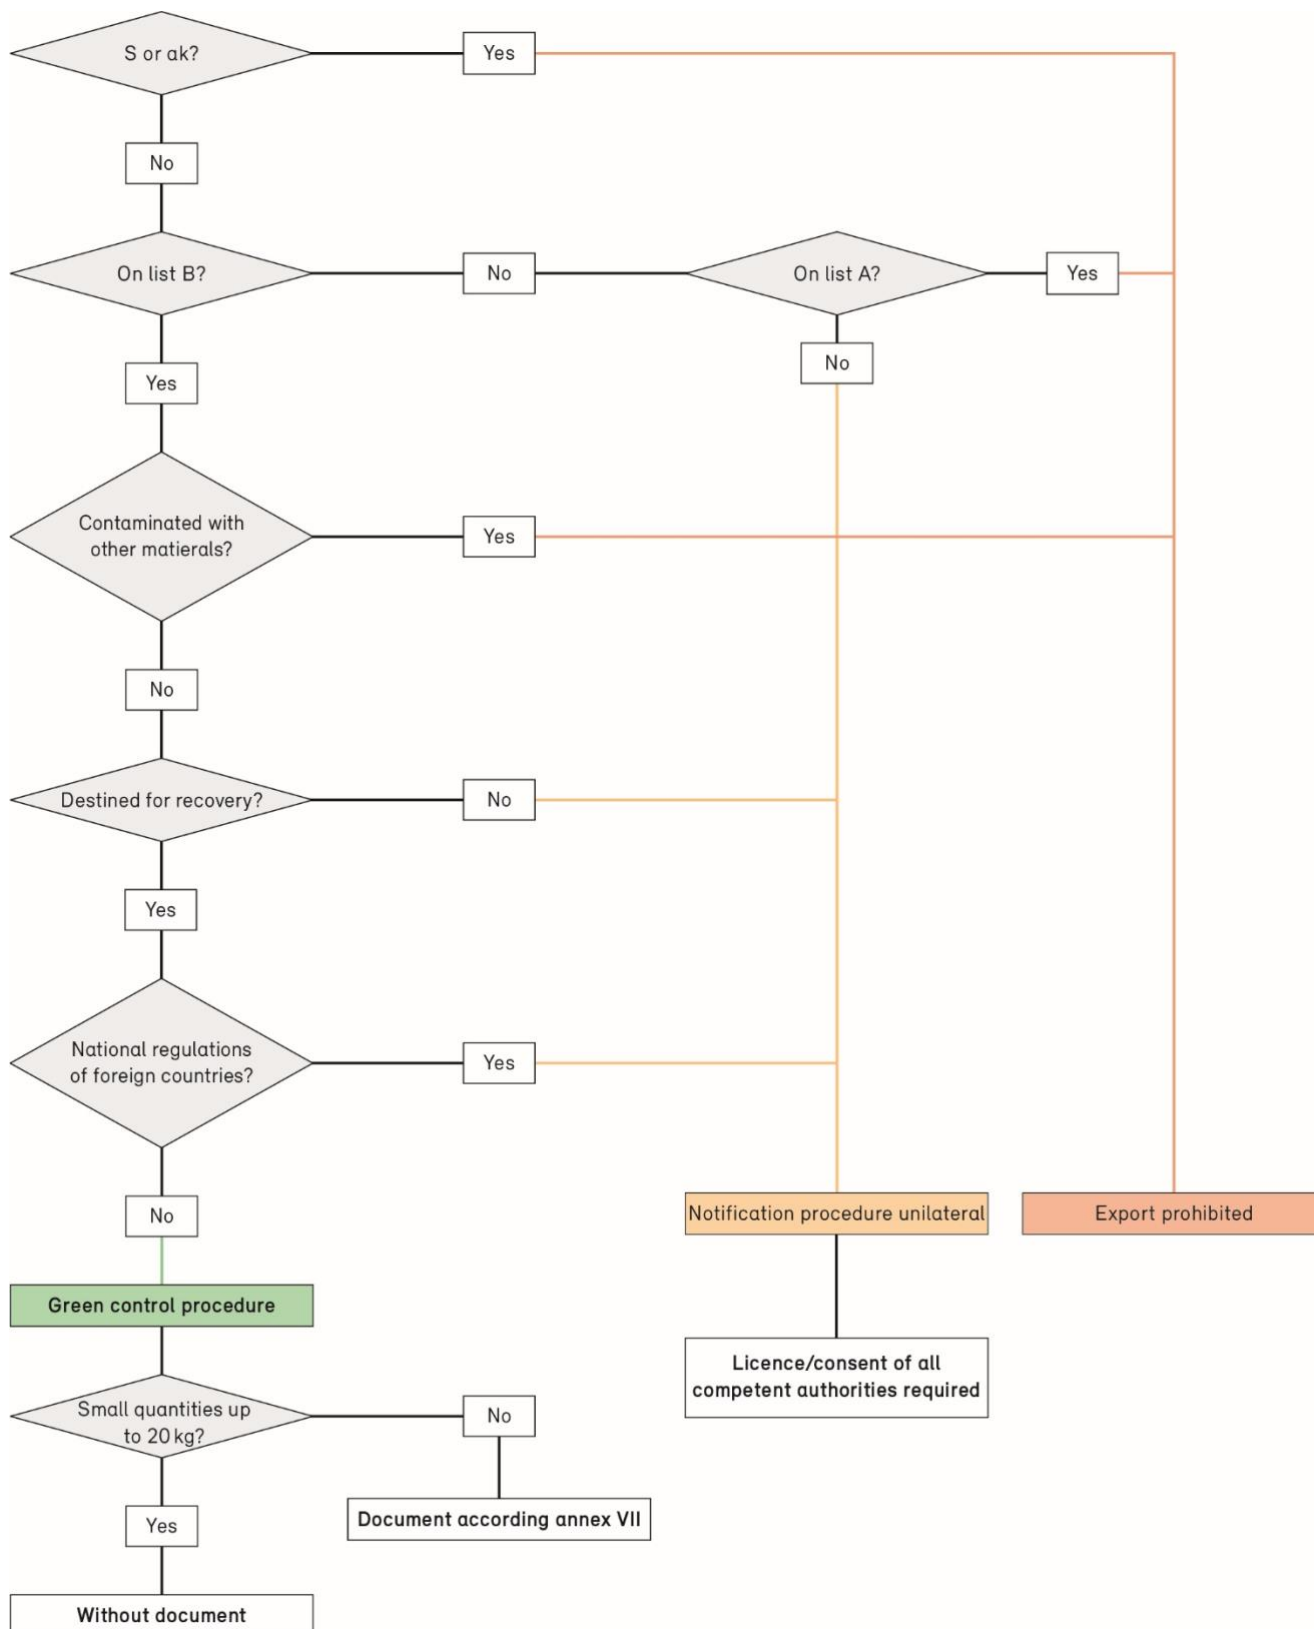 S or ak?
Yes
No
On list B?
No
On list A?
Yes
No
Yes
Contaminated with
other matierals?
Yes
No
Destined for recovery?
No
Yes
National regulations
of foreign countries?
Yes
No
Notification procedure unilateral
Export prohibited
Green control procedure
Licence/consent of all
competent authorities required
Small quantities up
to 20 kg?
No
Document according annex VII
Yes
Without document